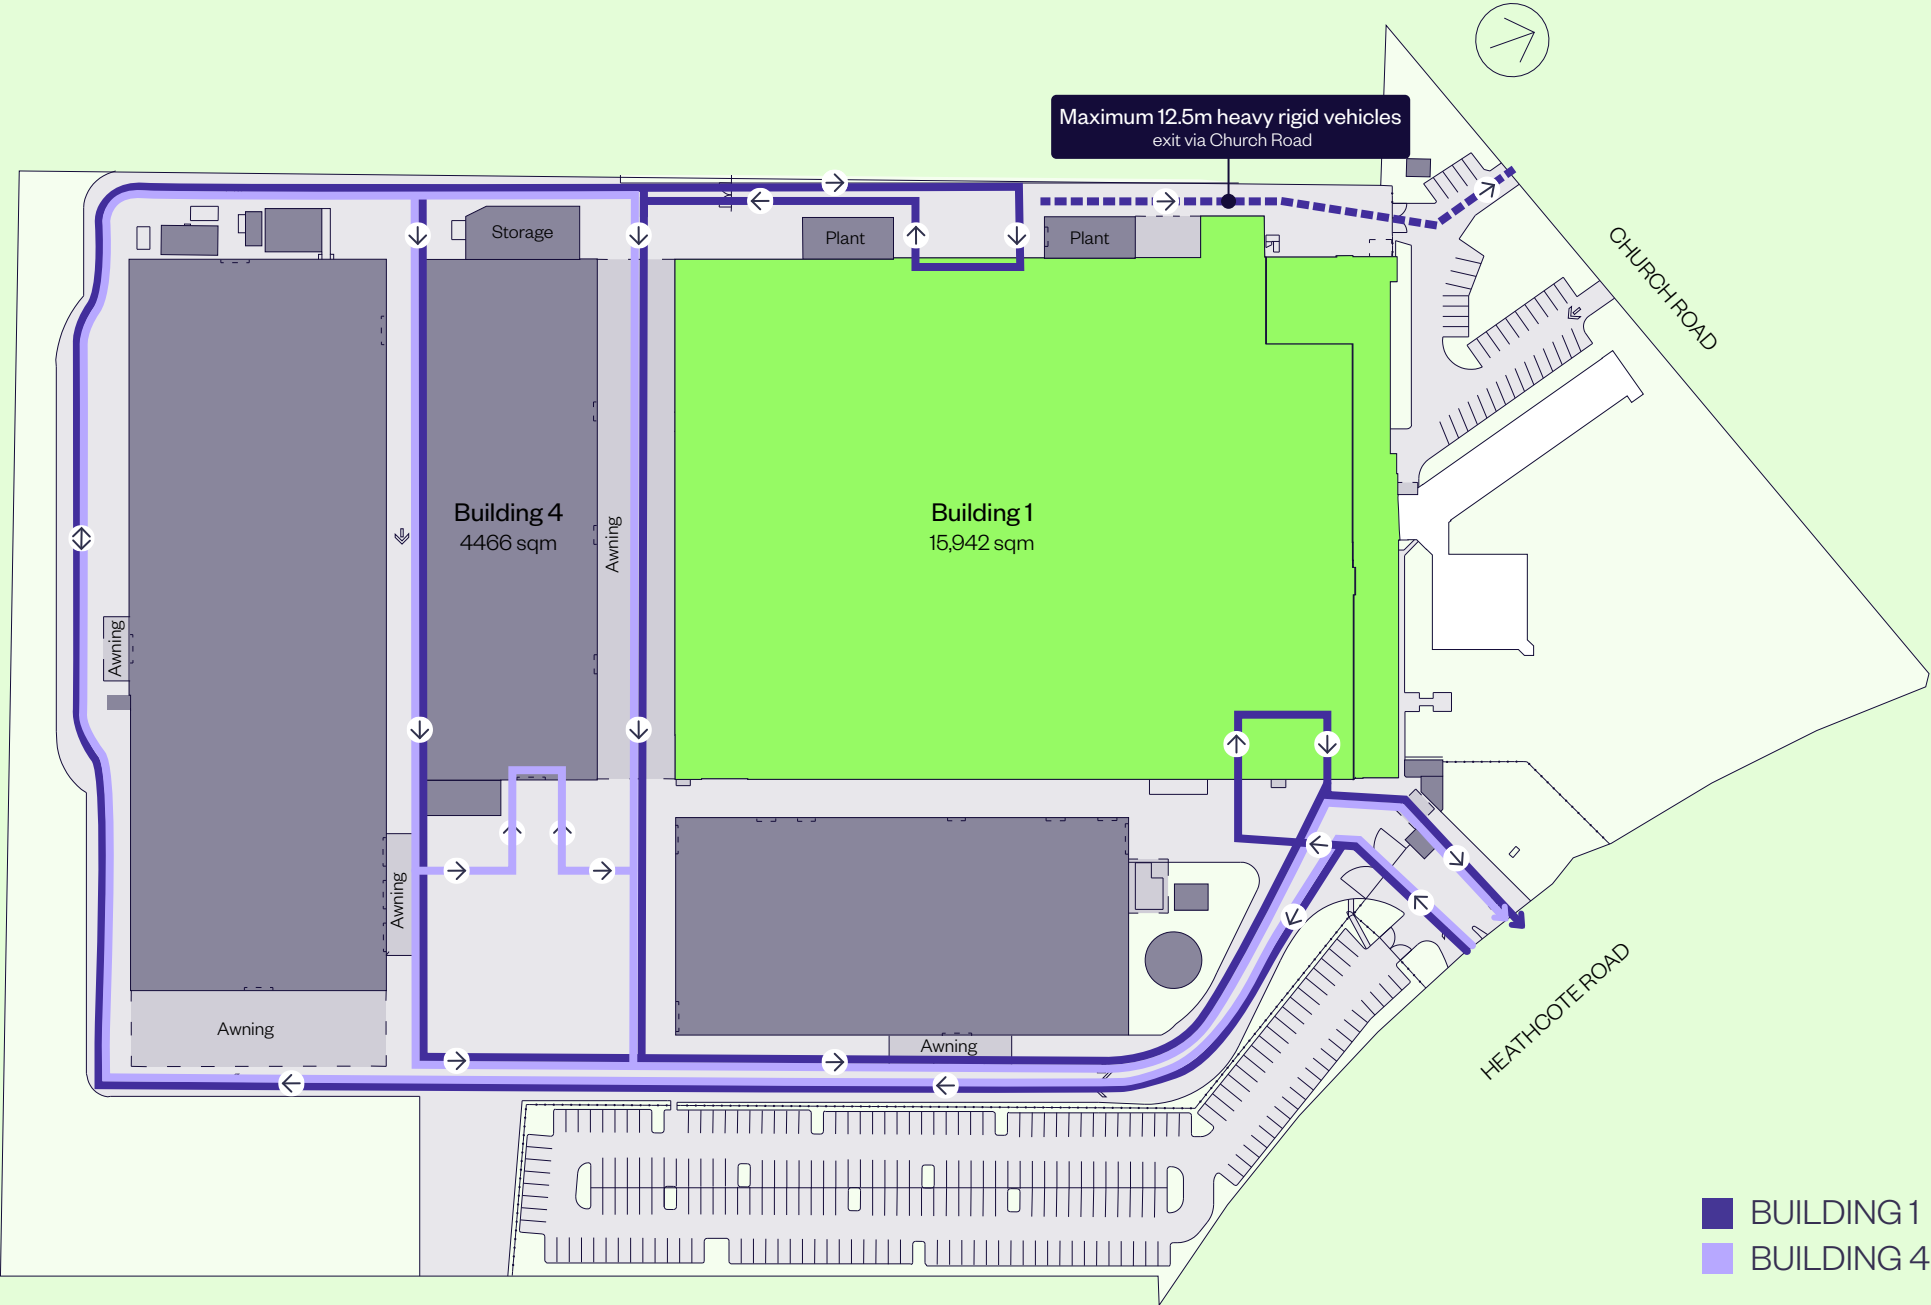 Maximum 12.5m heavy rigid vehicles
exit via Church Road
CHURCH ROAD
Storage
Plant
Plant
Building 4
4466 sqm
Awning
Building 1
15,942 sqm
Awning
Awning
Awning
Awning
HEATHCOTE ROAD
BUILDING 1
BUILDING 4